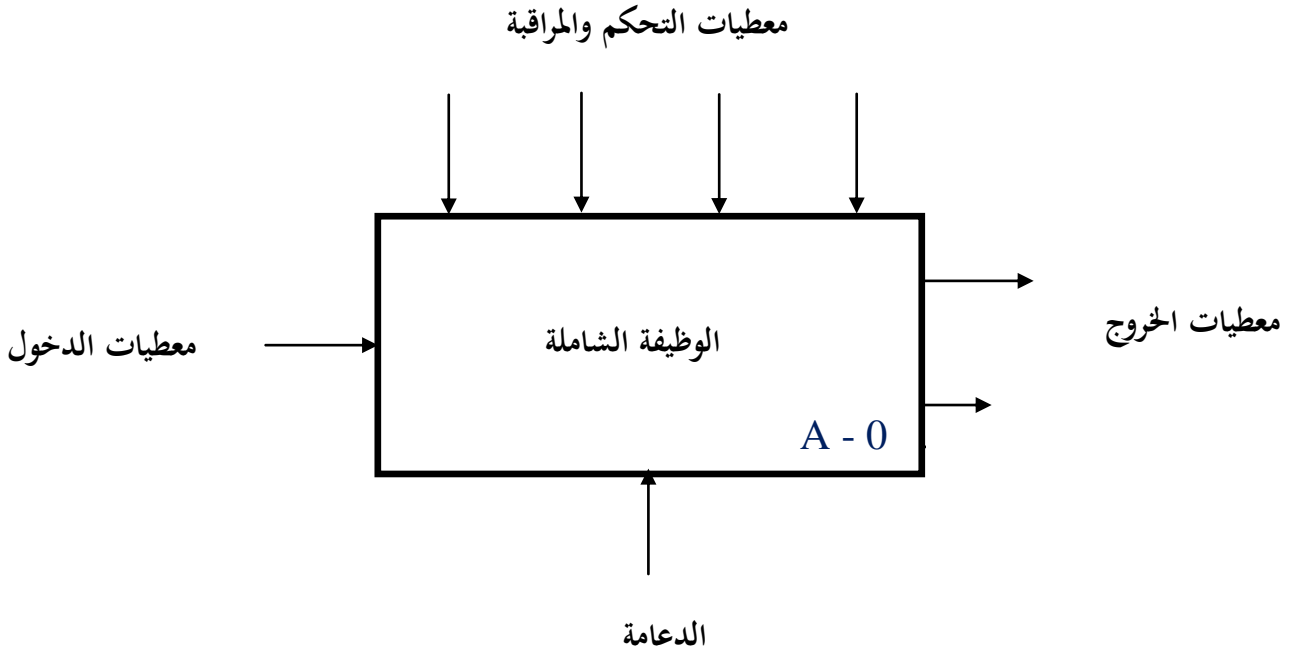 معطيات التحكم والمراقبة
معطيات الخروج
الوظيفة الشاملة
معطيات الدخول
A - 0
الدعامة